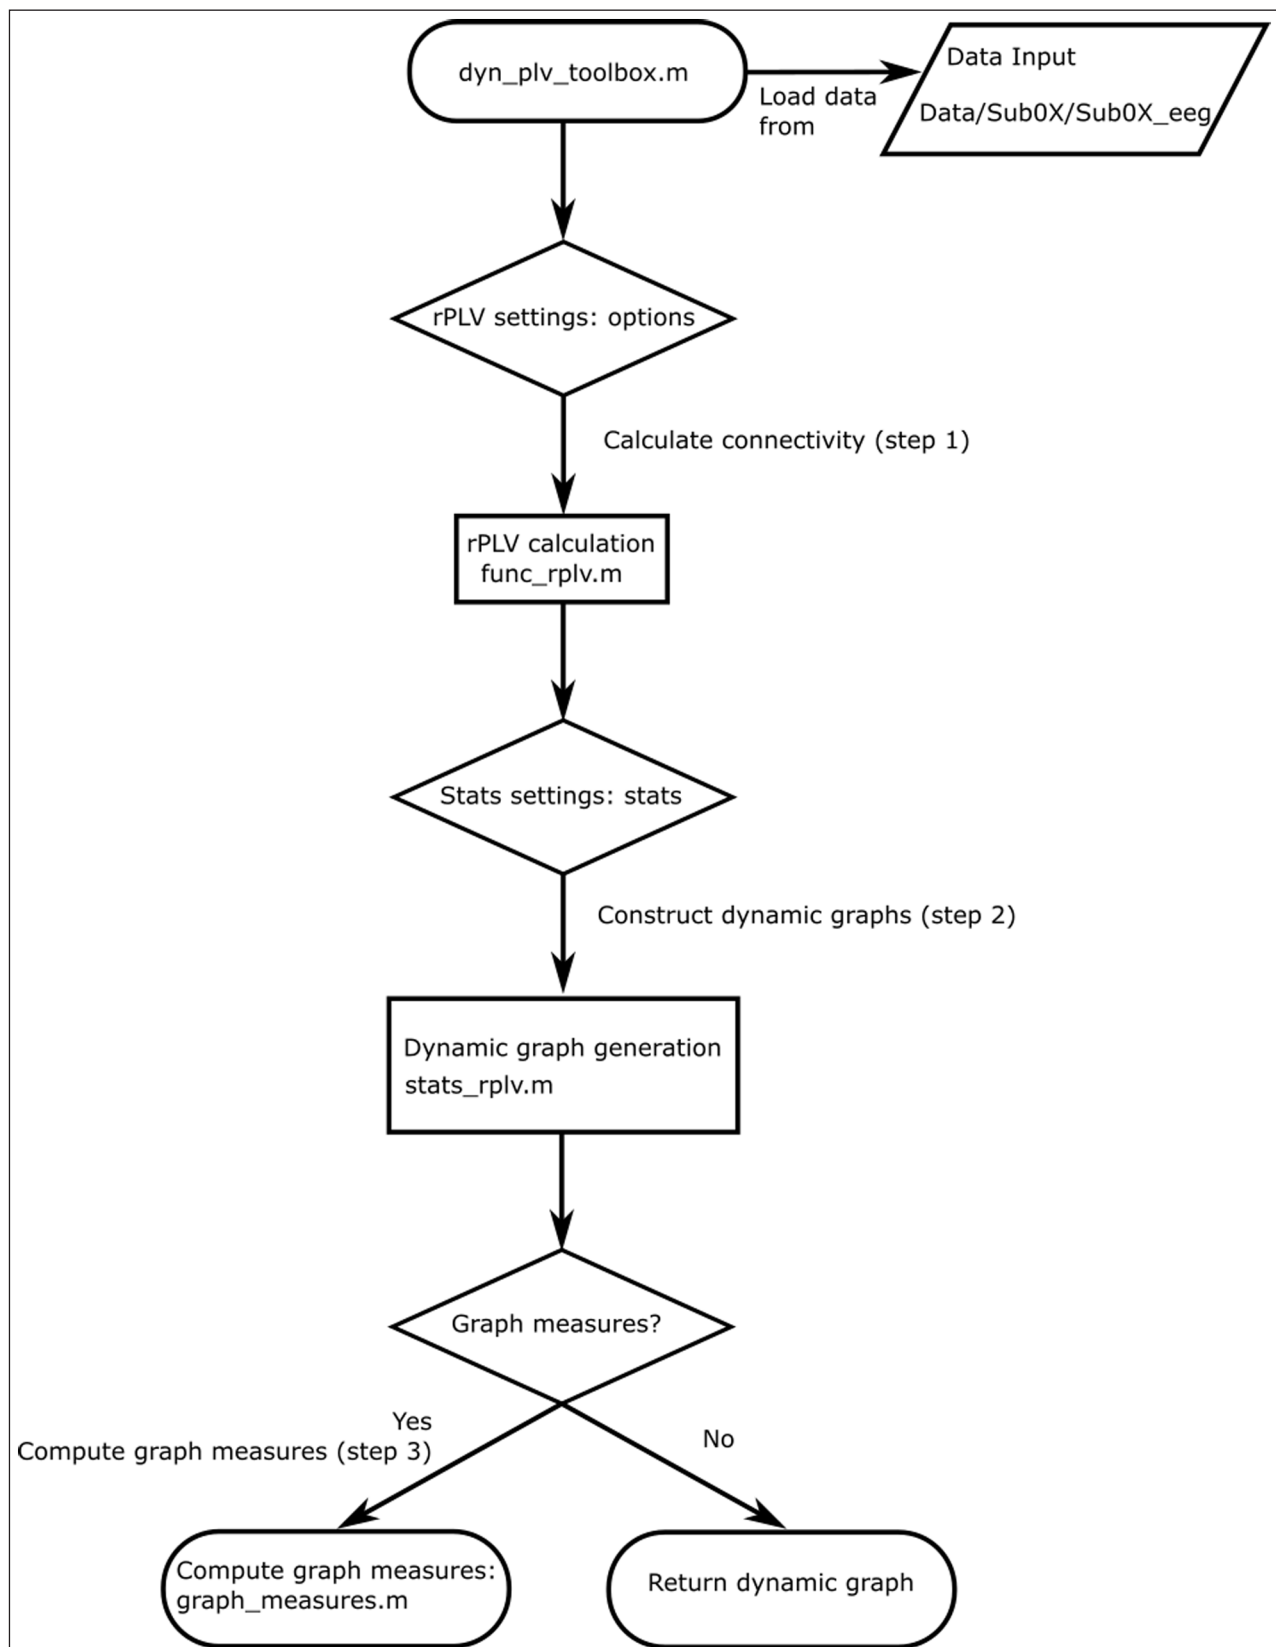 dyn_plv_toolbox.m
Load data
from
Data Input
Data/Sub0X/Sub0X_eeg
rPLV settings: options
Calculate connectivity (step 1)
rPLV calculation
func_rplv.m
Stats settings: stats
Construct dynamic graphs (step 2)
Dynamic graph generation
stats_rplv.m
Graph measures?
Yes
Compute graph measures (step 3)
No
Compute graph measures:
graph_measures.m
Return dynamic graph